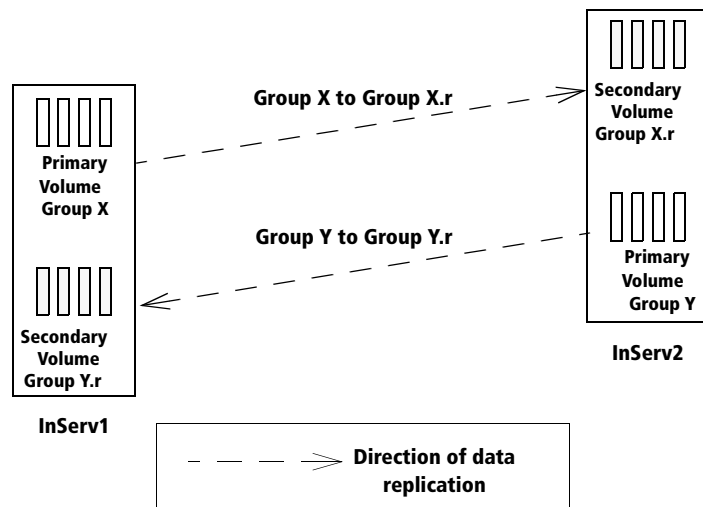 Group X to Group X.r
Primary
Volume
Group X
Secondary
Volume
Group X.r
Group Y to Group Y.r
Secondary
Volume
Group Y.r
Primary
Volume
Group Y
InServ1
InServ2
Direction of data
replication